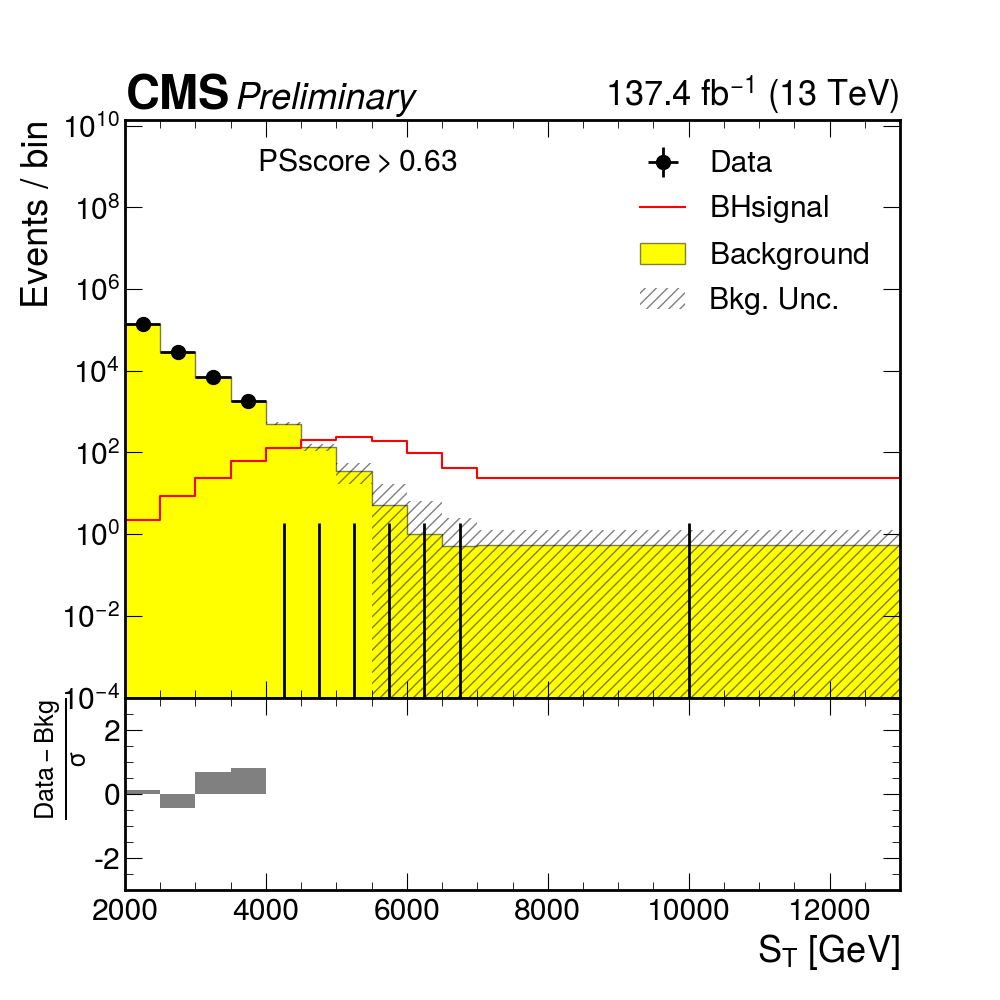 CMS Preliminary 137.4 fb⁻¹ (13 TeV)
Events / bin
10¹⁰
10⁸
10⁶
10⁴
10²
10⁰
10⁻²
10⁻⁴
PSscore > 0.63
Data
BHsignal
Background
Bkg. Unc.
Data – Bkg
σ
2
0
-2
2000 4000 6000 8000 10000 12000
S_T [GeV]